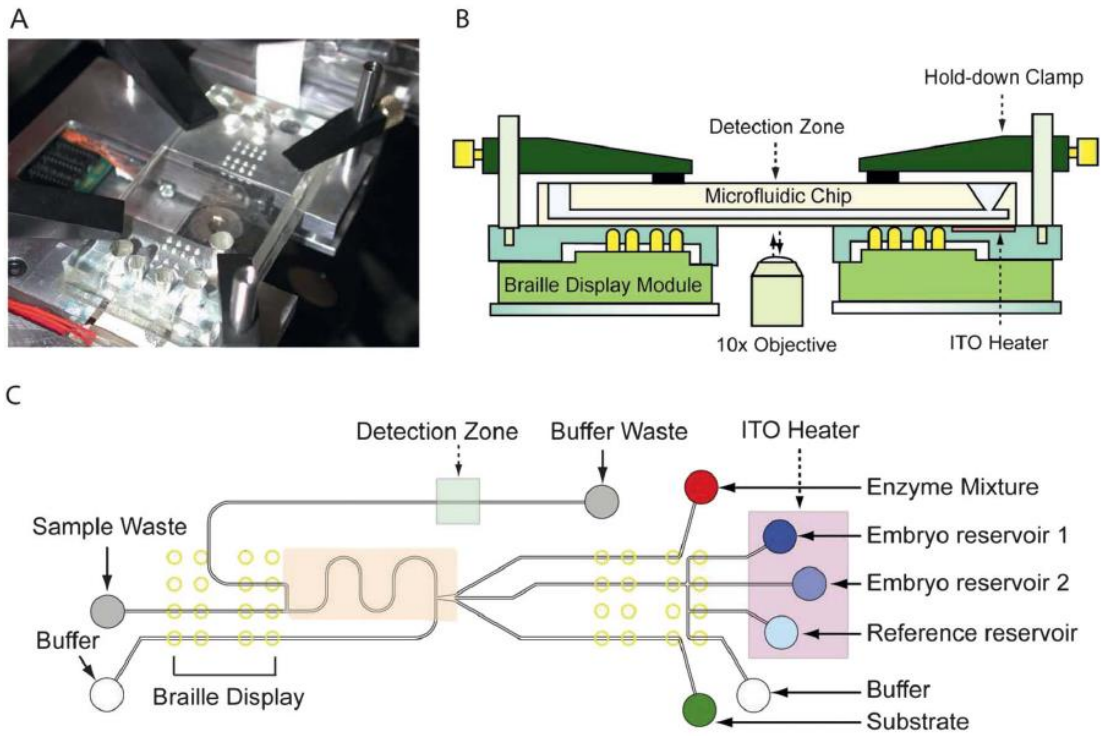 A
B
Hold-down Clamp
Detection Zone
Microfluidic Chip
Braille Display Module
10x Objective
ITO Heater
C
Detection Zone
Buffer Waste
ITO Heater
Enzyme Mixture
Sample Waste
Embryo reservoir 1
Embryo reservoir 2
Buffer
Reference reservoir
Braille Display
Buffer
Substrate